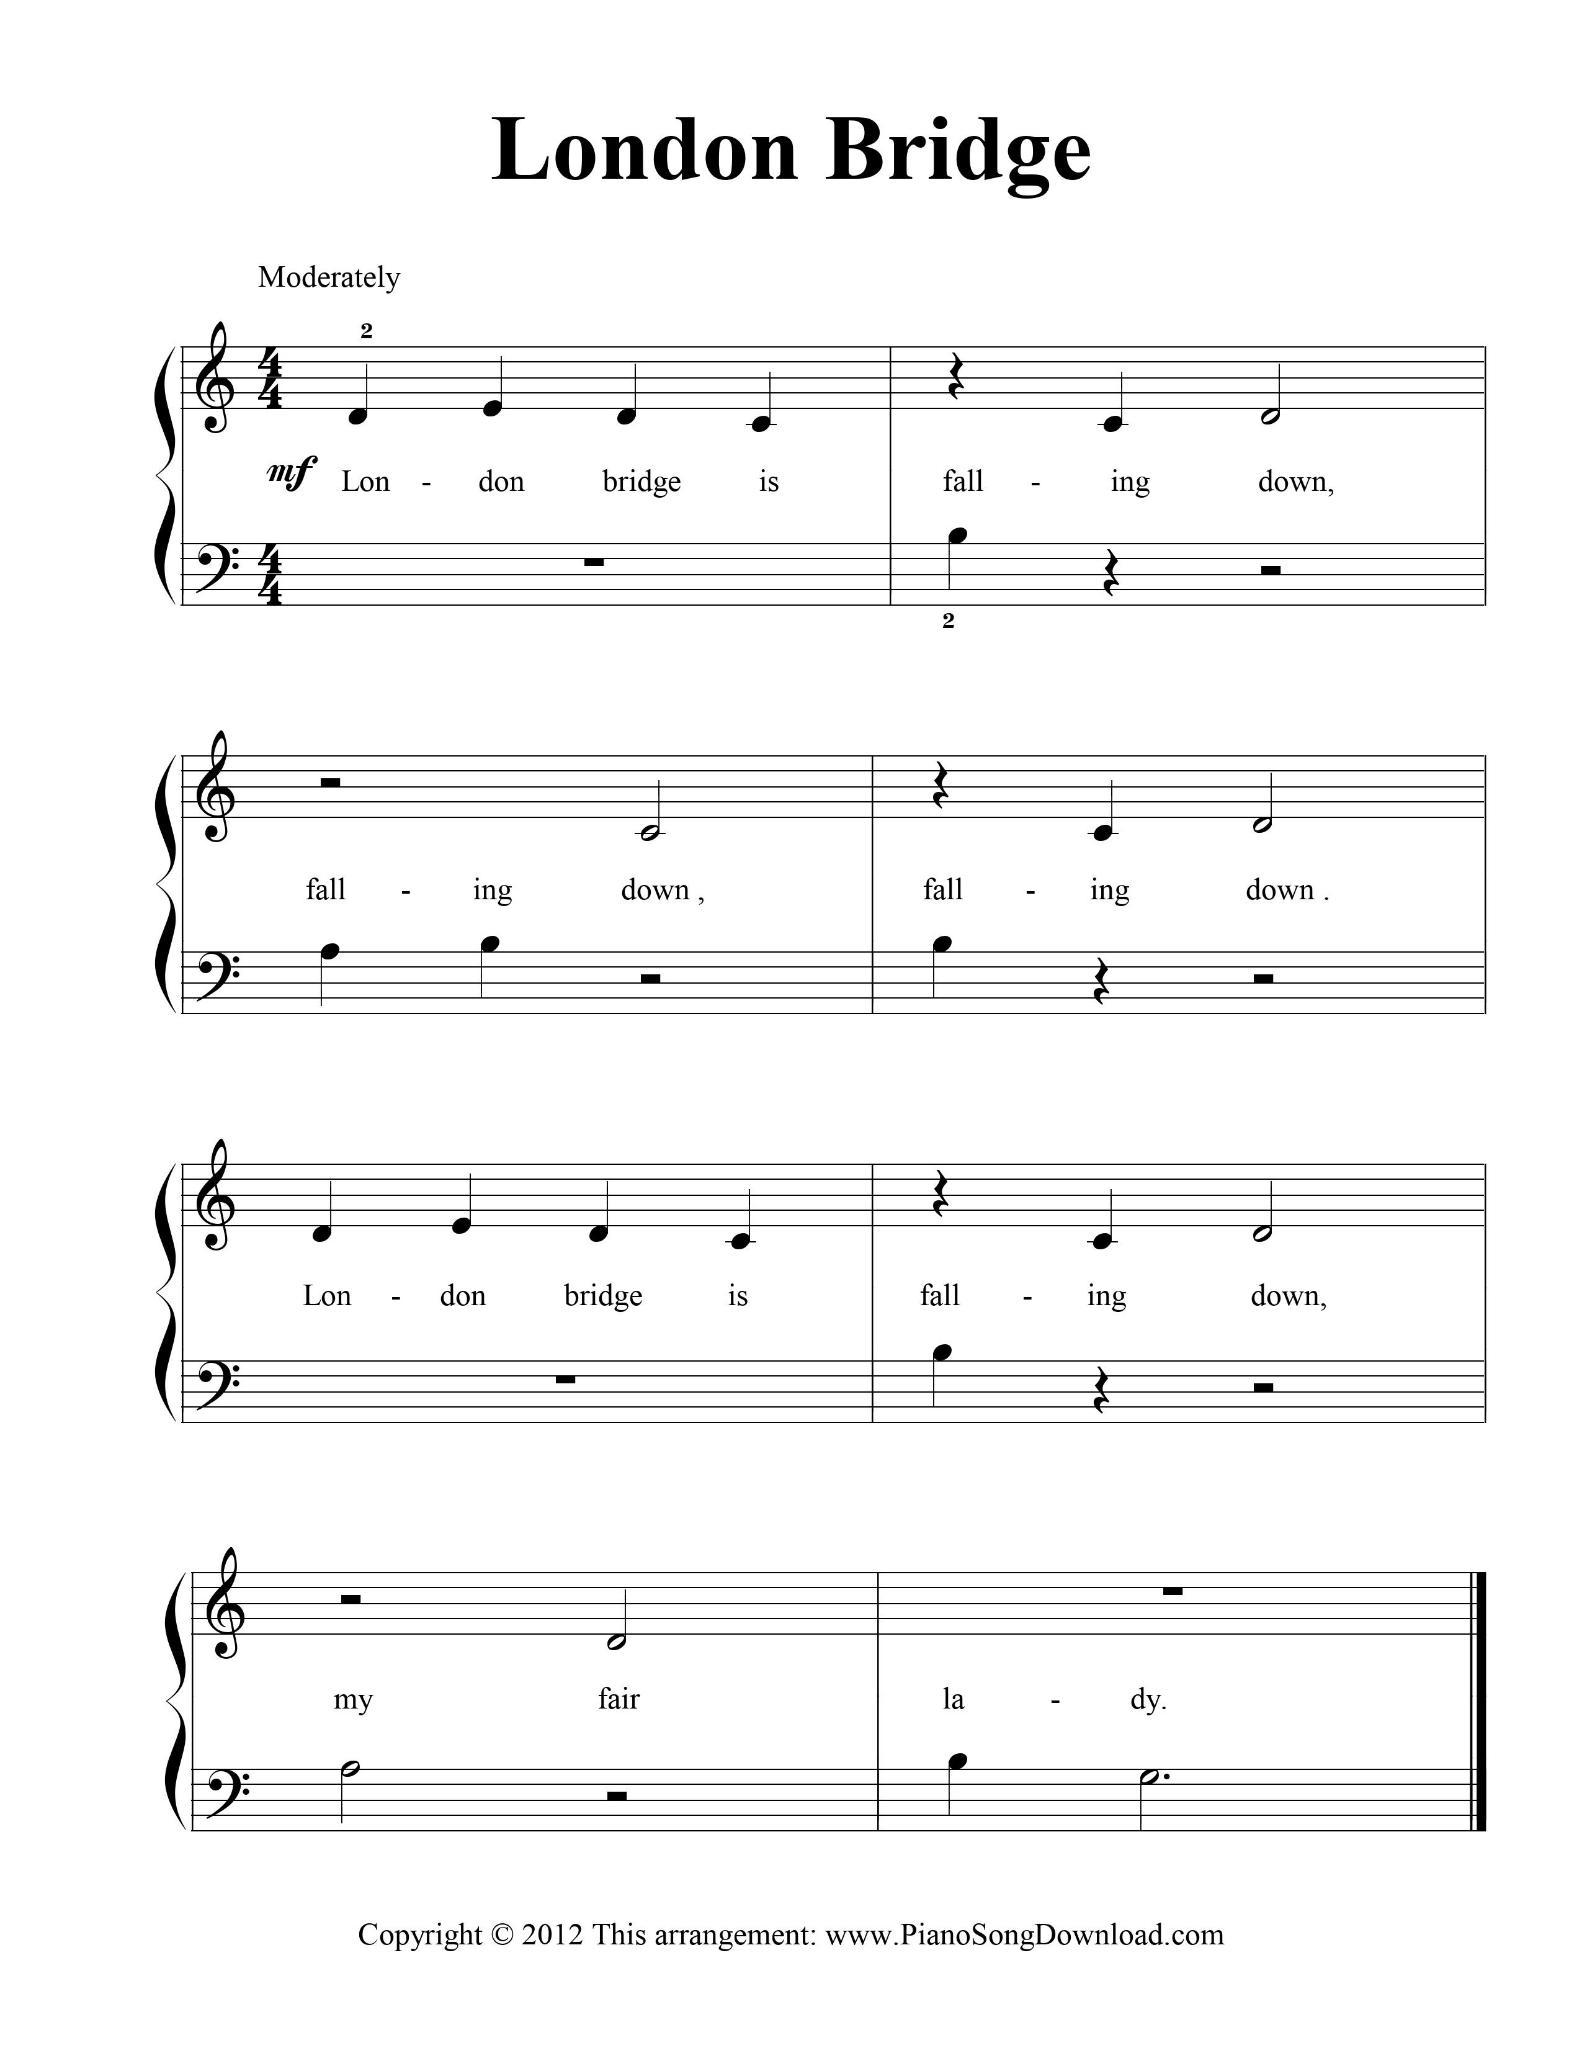 London Bridge
Moderately
2
4
4
mf Lon - don bridge is fall - ing down,
4
4
2
fall - ing down , fall - ing down .
Lon - don bridge is fall - ing down,
my fair la - dy.
Copyright © 2012 This arrangement: www.PianoSongDownload.com